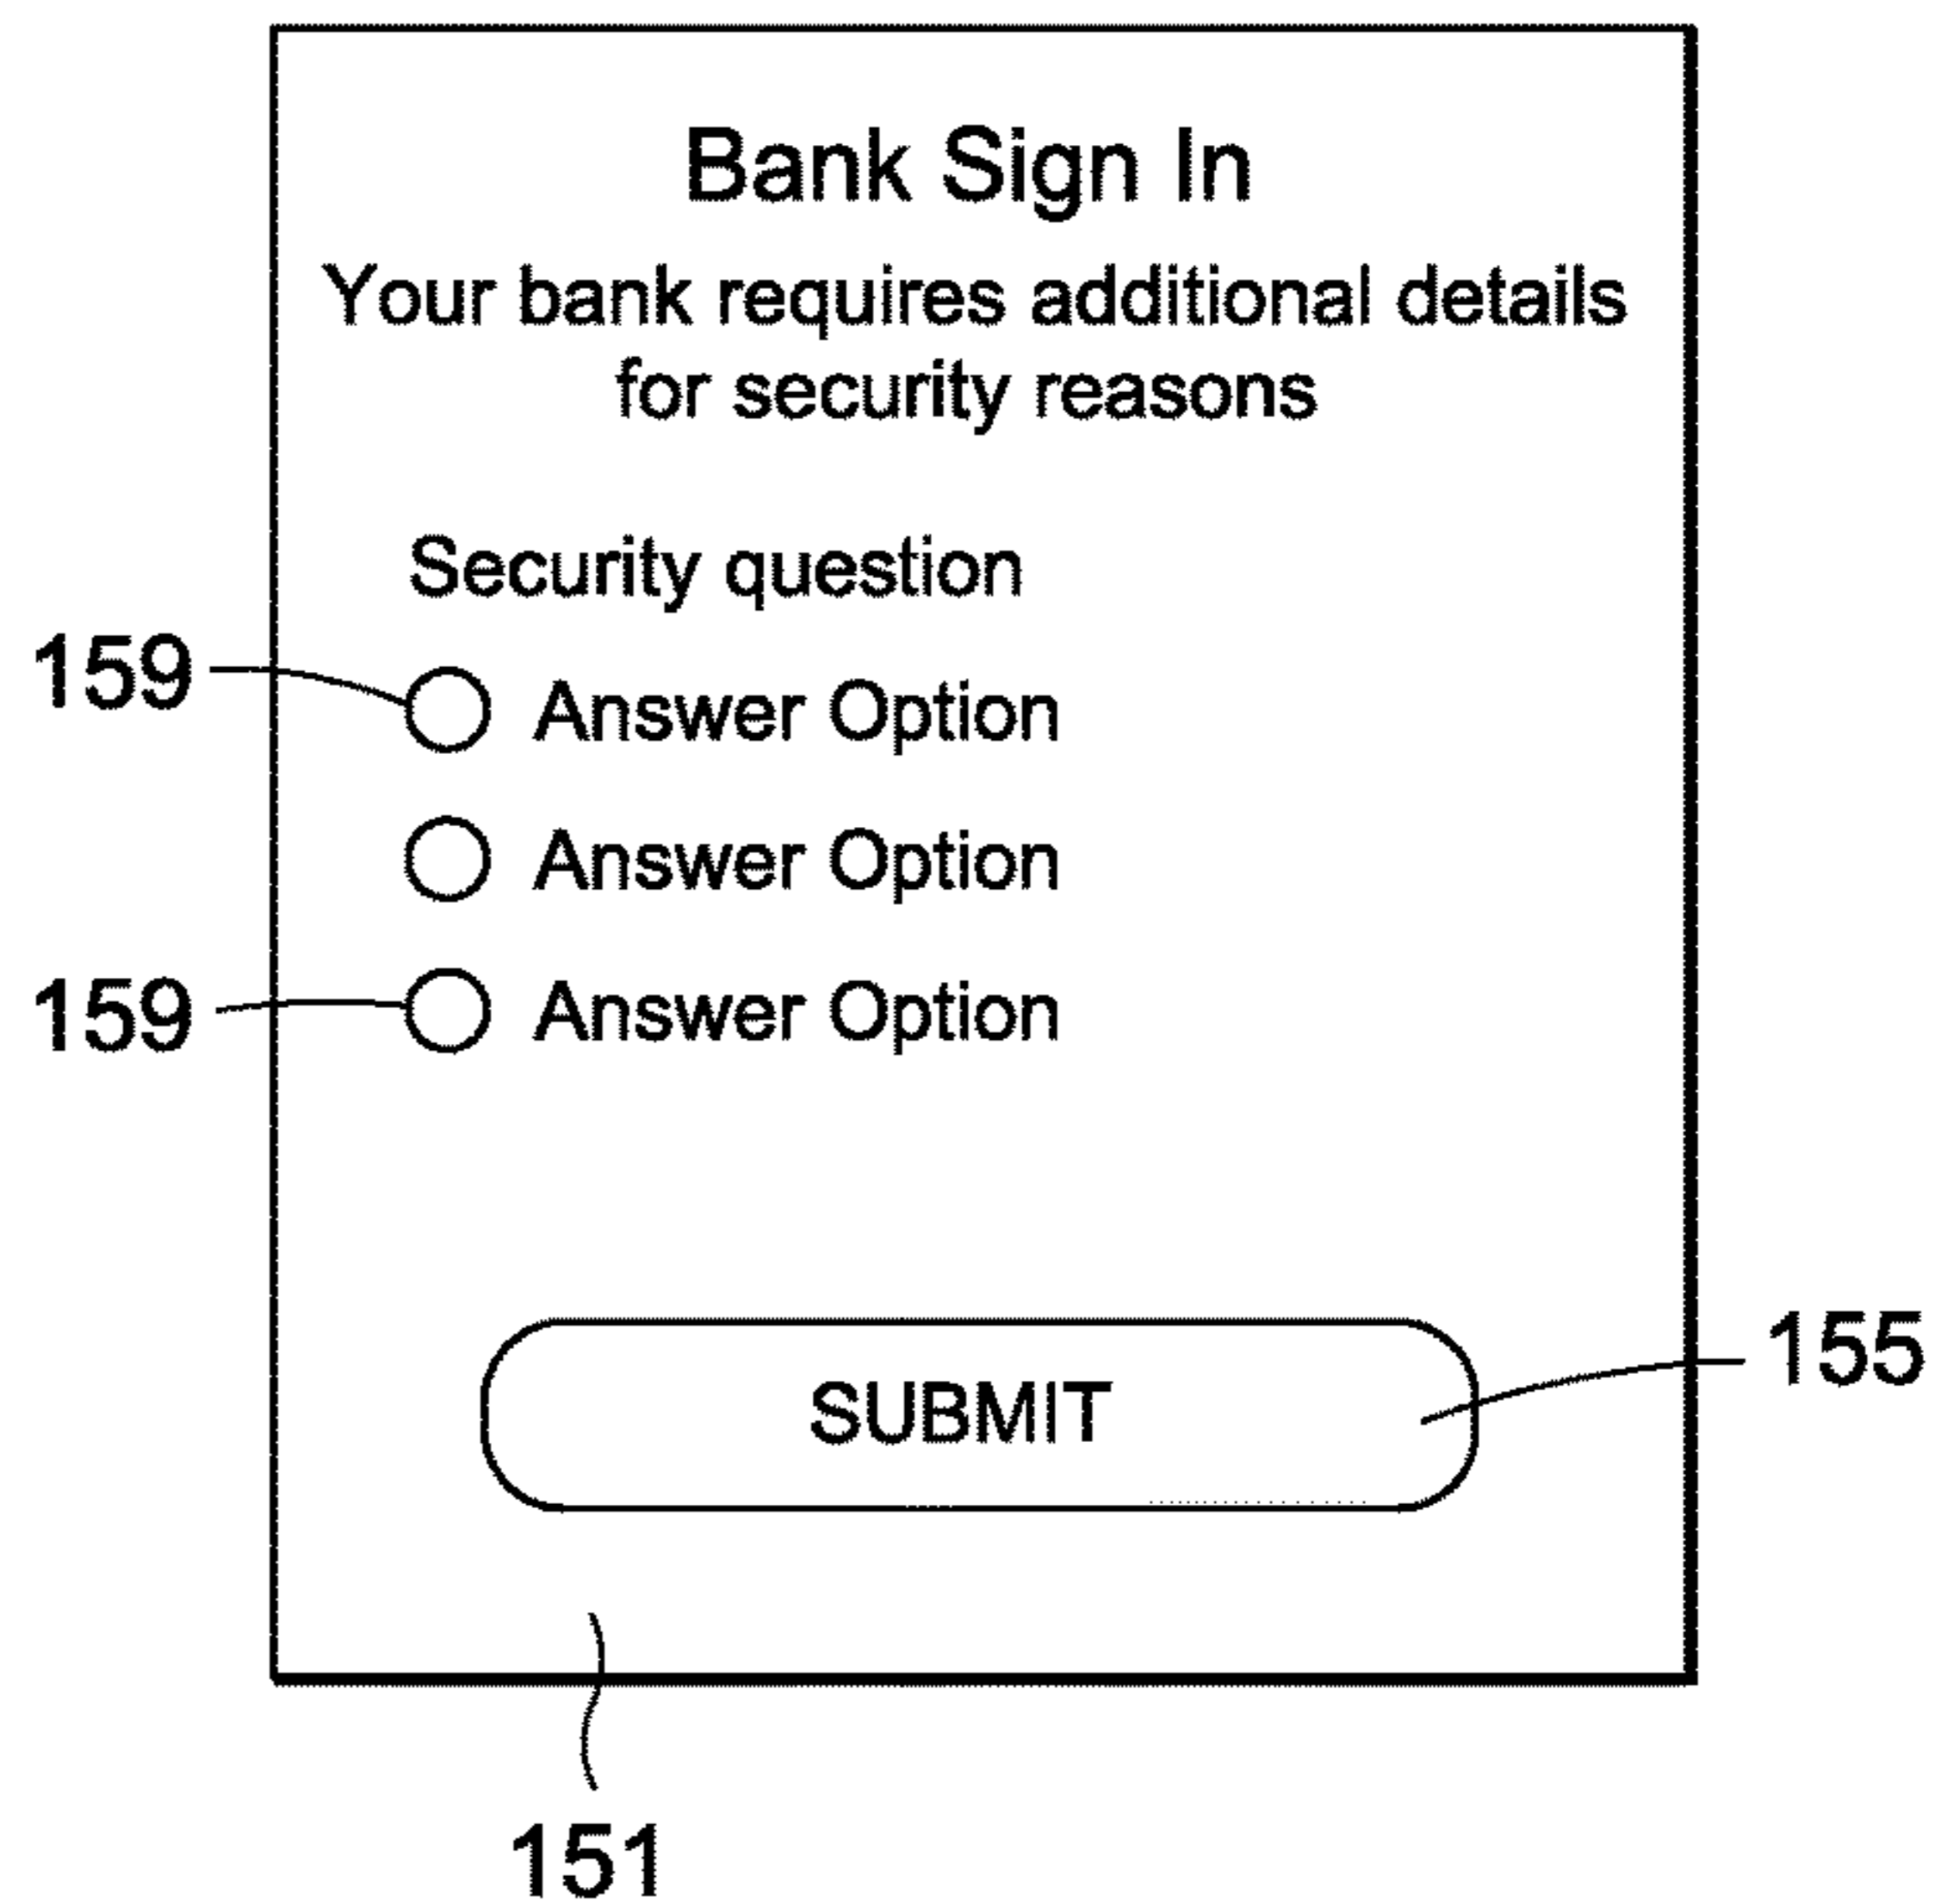 Bank Sign In
Your bank requires additional details
for security reasons
Security question
159
Answer Option
Answer Option
159
Answer Option
SUBMIT
155
151